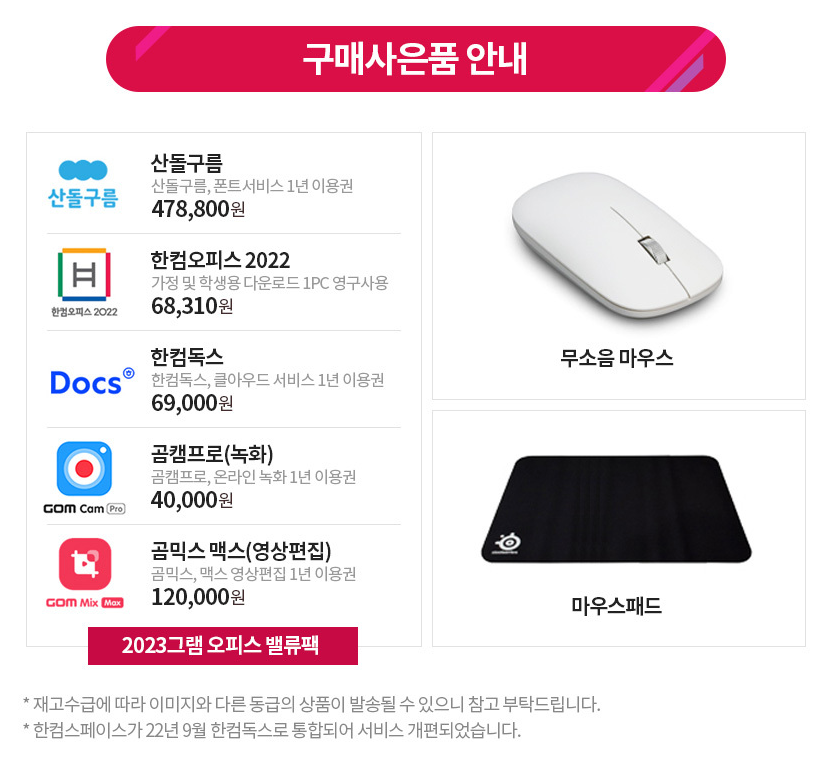 구매사은품 안내
산돌구름
산돌구름
산돌구름, 폰트서비스 1년 이용권
478,800원
한컴오피스 2022
한컴오피스 2022
가정 및 학생용 다운로드 1PC 영구사용
68,310원
Docs
한컴독스
한컴독스, 클아우드 서비스 1년 이용권
69,000원
GOM Cam Pro
곰캠프로(녹화)
곰캠프로, 온라인 녹화 1년 이용권
40,000원
GOM Mix Max
곰믹스 맥스(영상편집)
곰믹스, 맥스 영상편집 1년 이용권
120,000원
2023그램 오피스 밸류팩
무소음 마우스
steelseries
마우스패드
* 재고수급에 따라 이미지와 다른 동급의 상품이 발송될 수 있으니 참고 부탁드립니다.
* 한컴스페이스가 22년 9월 한컴독스로 통합되어 서비스 개편되었습니다.